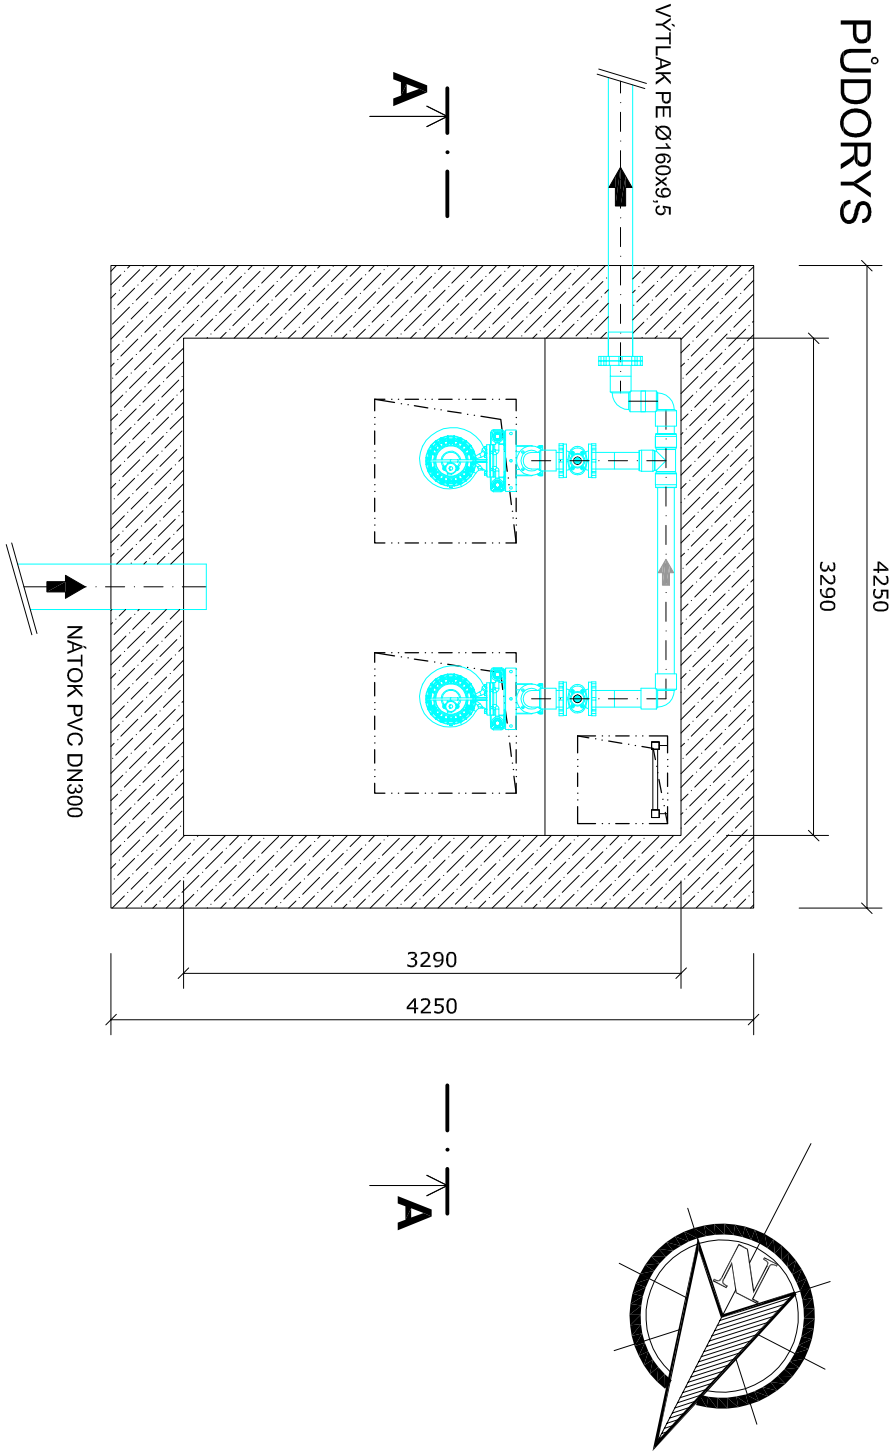 PŮDORYS
VÝTLAK PE Ø160x9,5
A
4250
3290
NÁTOK PVC DN300
3290
4250
A
N